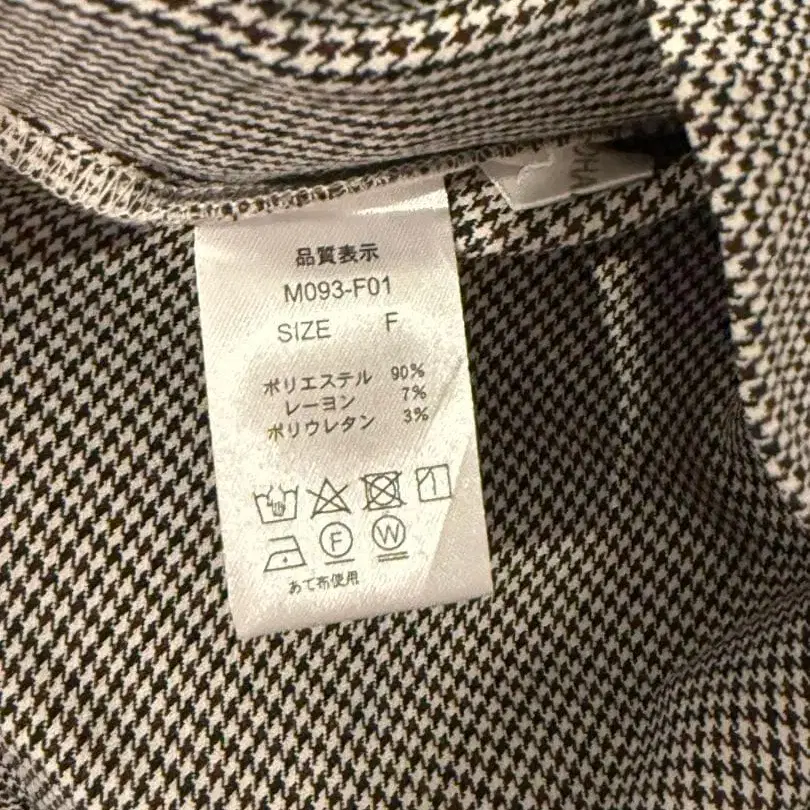 品質表示
M093-F01
SIZE F
ポリエステル 90%
レーヨン 7%
ポリウレタン 3%
F W
あて布使用